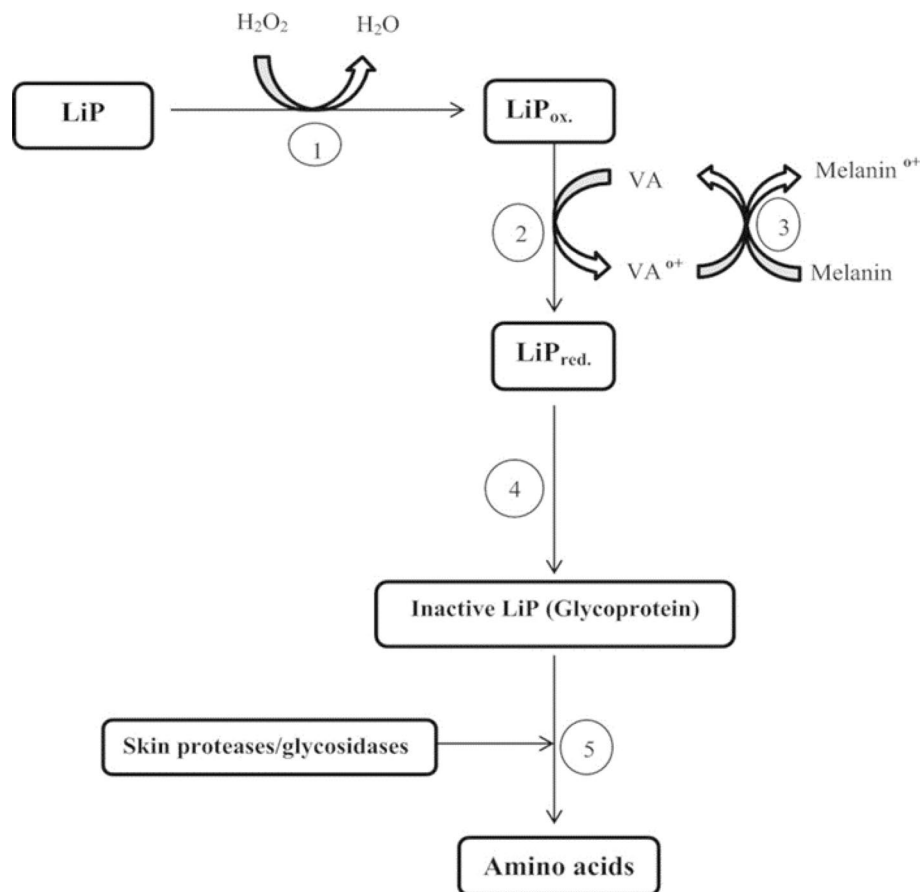 H₂O₂
H₂O
LiP
LiPox.
1
VA
Melanin o+
2
3
VA o+
Melanin
LiPred.
4
Inactive LiP (Glycoprotein)
Skin proteases/glycosidases
5
Amino acids